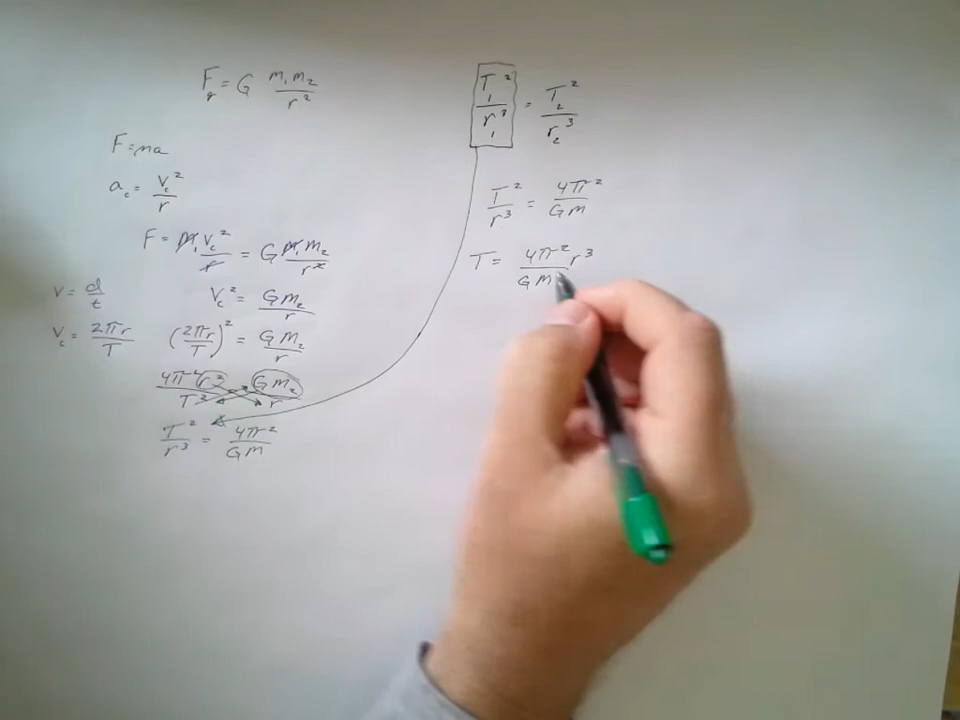 F_g = G m₁m₂/r²
F = ma
a_c = V_c²/r
F = m₁V_c²/r = G m₁m₂/r²
V_c² = Gm₂/r
V = d/t
V_c = 2πr/T
(2πr/T)² = Gm₂/r
4π²r²/T² Gm₂/r
T²/r³ = 4π²/GM
T₁²/r₁³ = T₂²/r₂³
T²/r³ = 4π²/GM
T = 4π²/GM r³